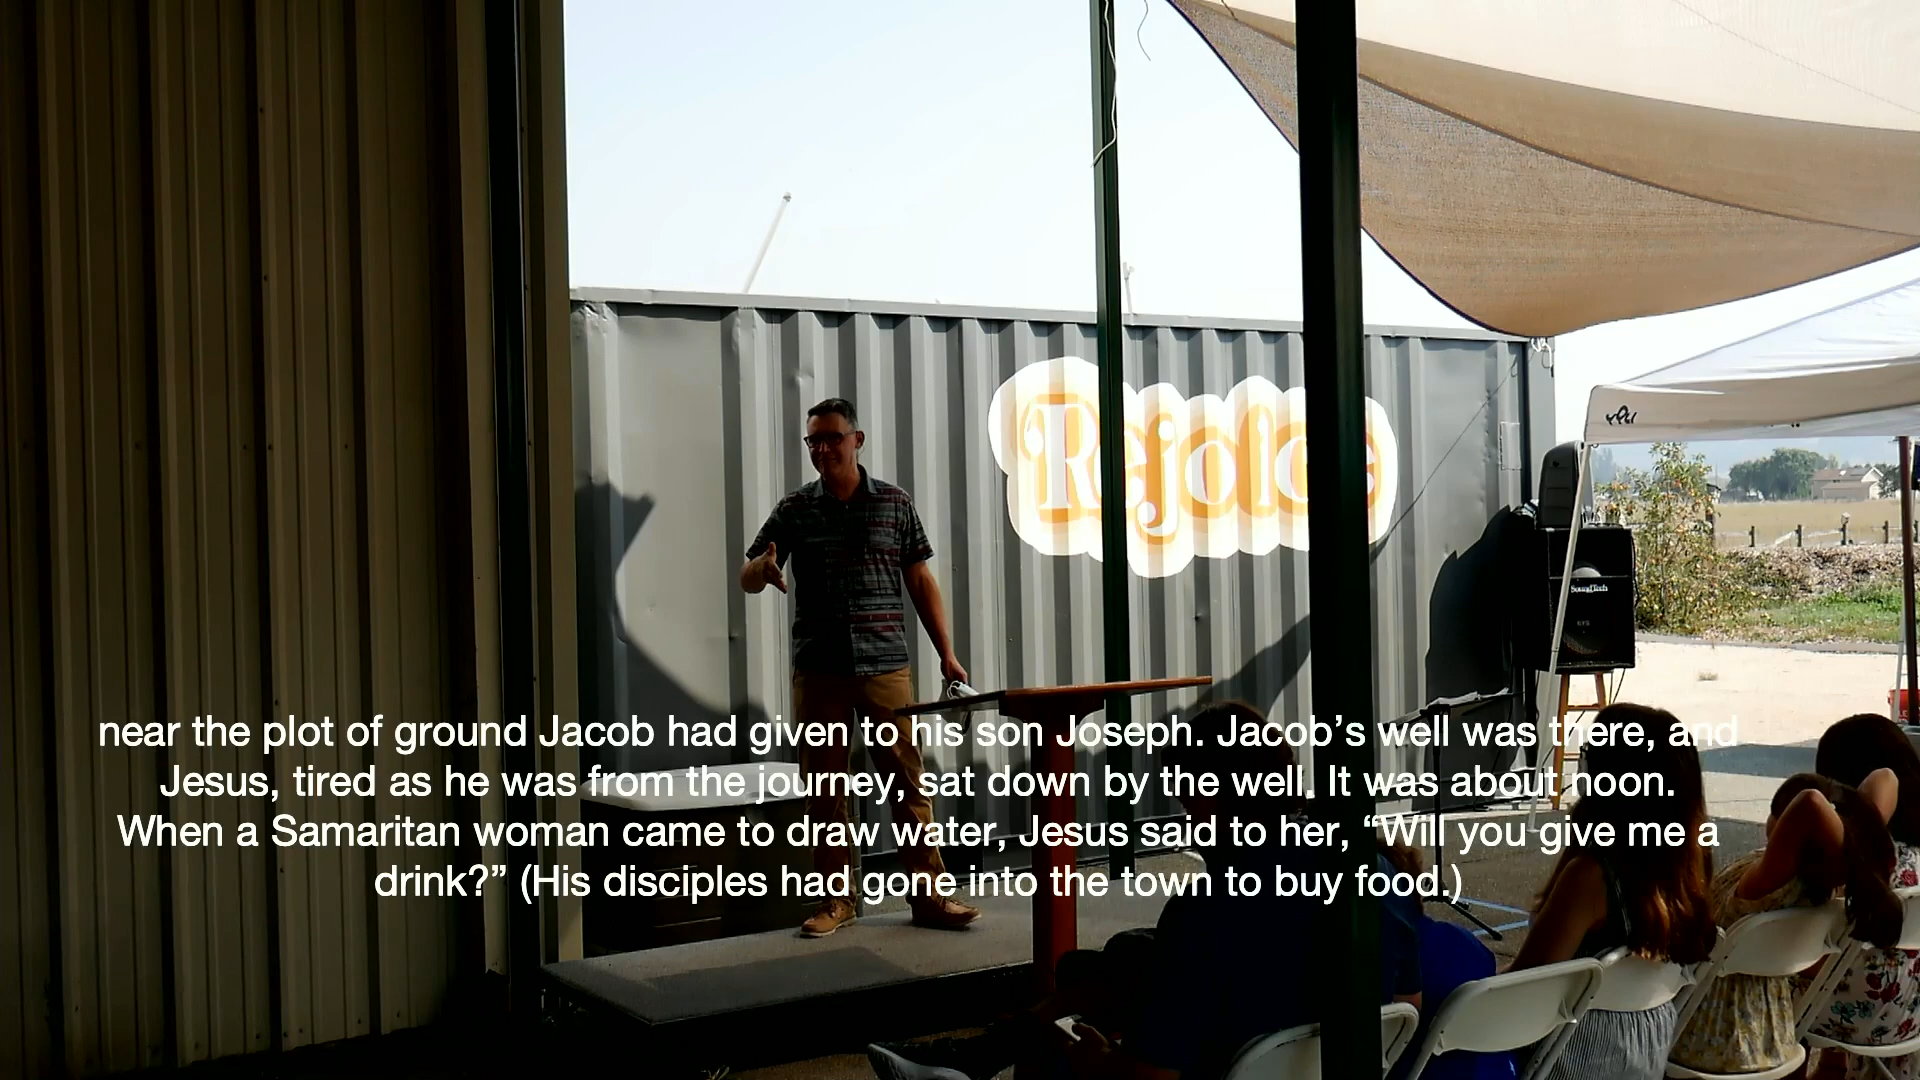 Rejoice
SoundTech
near the plot of ground Jacob had given to his son Joseph. Jacob’s well was there, and
Jesus, tired as he was from the journey, sat down by the well. It was about noon.
When a Samaritan woman came to draw water, Jesus said to her, “Will you give me a
drink?” (His disciples had gone into the town to buy food.)